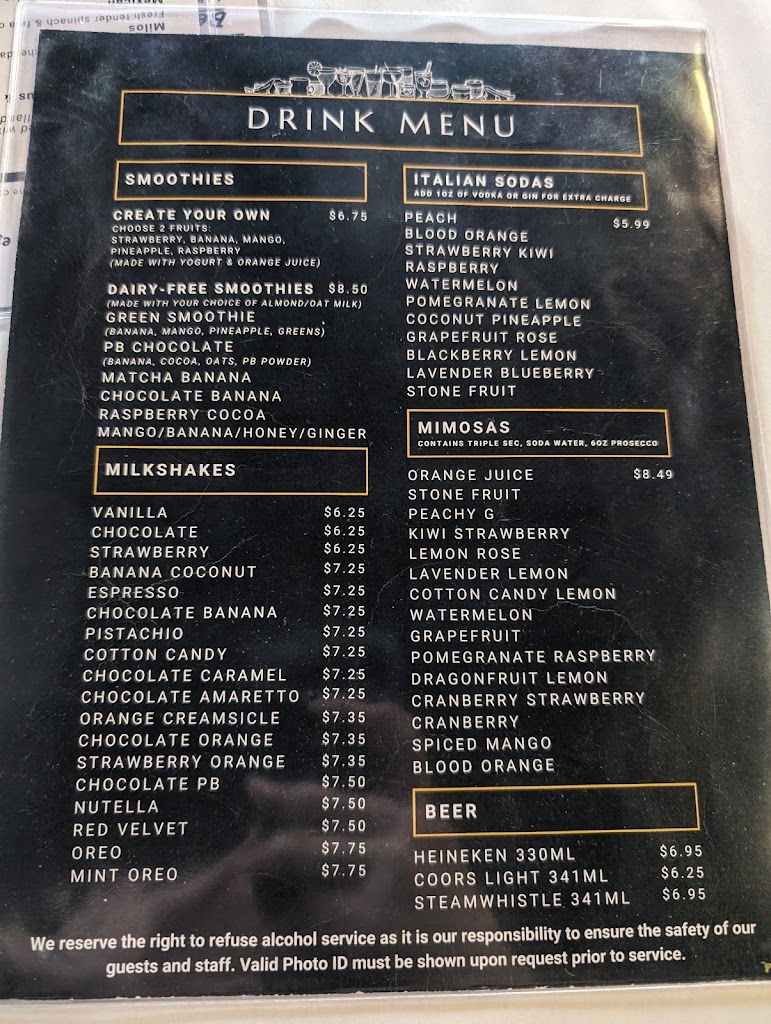 Milos
Fresh tender spinach & feta
DRINK MENU
SMOOTHIES
CREATE YOUR OWN $6.75
CHOOSE 2 FRUITS:
STRAWBERRY, BANANA, MANGO,
PINEAPPLE, RASPBERRY
(MADE WITH YOGURT & ORANGE JUICE)
DAIRY-FREE SMOOTHIES $8.50
(MADE WITH YOUR CHOICE OF ALMOND/OAT MILK)
GREEN SMOOTHIE
(BANANA, MANGO, PINEAPPLE, GREENS)
PB CHOCOLATE
(BANANA, COCOA, OATS, PB POWDER)
MATCHA BANANA
CHOCOLATE BANANA
RASPBERRY COCOA
MANGO/BANANA/HONEY/GINGER
MILKSHAKES
VANILLA $6.25
CHOCOLATE $6.25
STRAWBERRY $6.25
BANANA COCONUT $7.25
ESPRESSO $7.25
CHOCOLATE BANANA $7.25
PISTACHIO $7.25
COTTON CANDY $7.25
CHOCOLATE CARAMEL $7.25
CHOCOLATE AMARETTO $7.25
ORANGE CREAMSICLE $7.35
CHOCOLATE ORANGE $7.35
STRAWBERRY ORANGE $7.35
CHOCOLATE PB $7.50
NUTELLA $7.50
RED VELVET $7.50
OREO $7.75
MINT OREO $7.75
ITALIAN SODAS
ADD 1OZ OF VODKA OR GIN FOR EXTRA CHARGE
PEACH $5.99
BLOOD ORANGE
STRAWBERRY KIWI
RASPBERRY
WATERMELON
POMEGRANATE LEMON
COCONUT PINEAPPLE
GRAPEFRUIT ROSE
BLACKBERRY LEMON
LAVENDER BLUEBERRY
STONE FRUIT
MIMOSAS
CONTAINS TRIPLE SEC, SODA WATER, 6OZ PROSECCO
ORANGE JUICE $8.49
STONE FRUIT
PEACHY G
KIWI STRAWBERRY
LEMON ROSE
LAVENDER LEMON
COTTON CANDY LEMON
WATERMELON
GRAPEFRUIT
POMEGRANATE RASPBERRY
DRAGONFRUIT LEMON
CRANBERRY STRAWBERRY
CRANBERRY
SPICED MANGO
BLOOD ORANGE
BEER
HEINEKEN 330ML $6.95
COORS LIGHT 341ML $6.25
STEAMWHISTLE 341ML $6.95
We reserve the right to refuse alcohol service as it is our responsibility to ensure the safety of our
guests and staff. Valid Photo ID must be shown upon request prior to service.